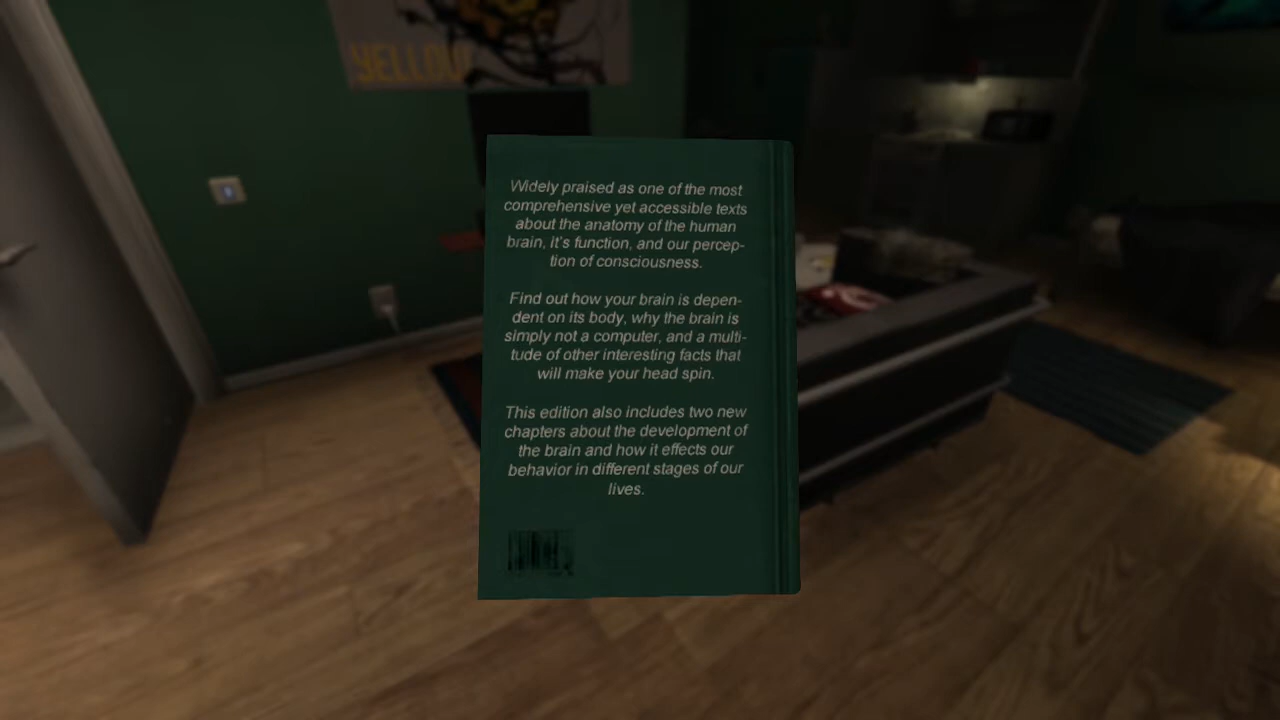 YELLOW
Widely praised as one of the most
comprehensive yet accessible texts
about the anatomy of the human
brain, it's function, and our percep-
tion of consciousness.
Find out how your brain is depen-
dent on its body, why the brain is
simply not a computer, and a multi-
tude of other interesting facts that
will make your head spin.
This edition also includes two new
chapters about the development of
the brain and how it effects our
behavior in different stages of our
lives.